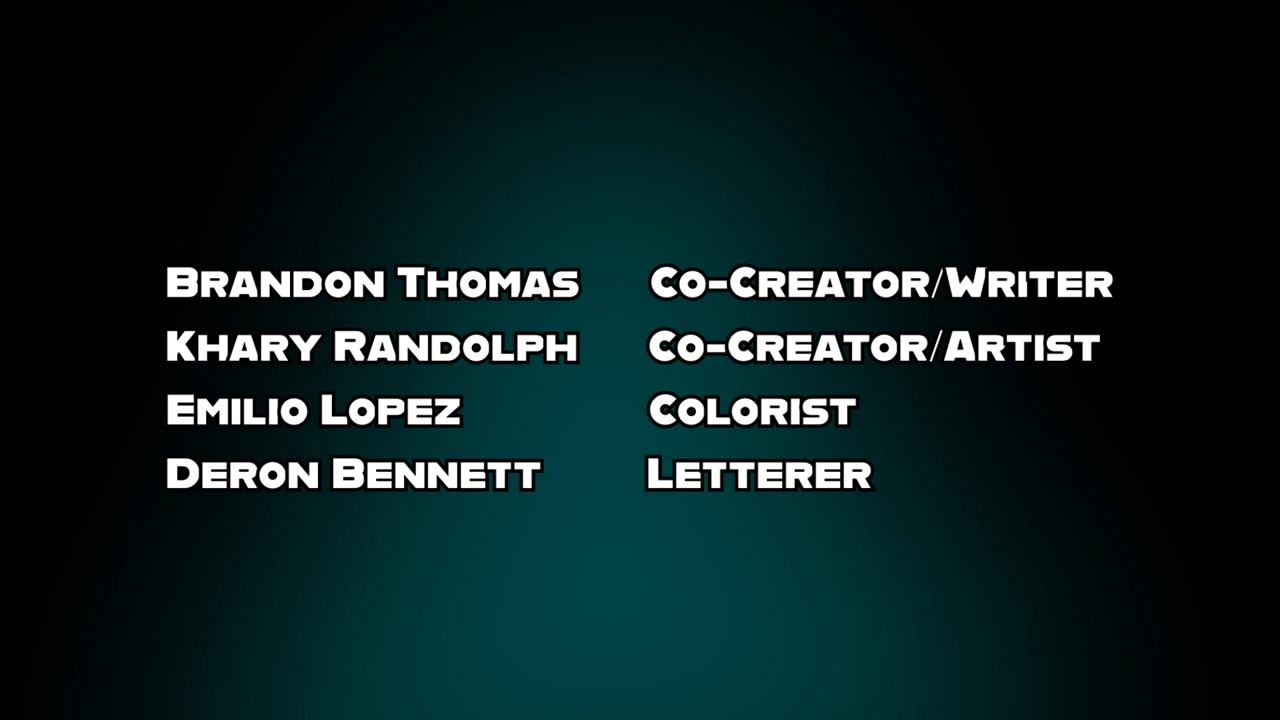 Brandon Thomas Co-Creator/Writer
Khary Randolph Co-Creator/Artist
Emilio Lopez Colorist
Deron Bennett Letterer